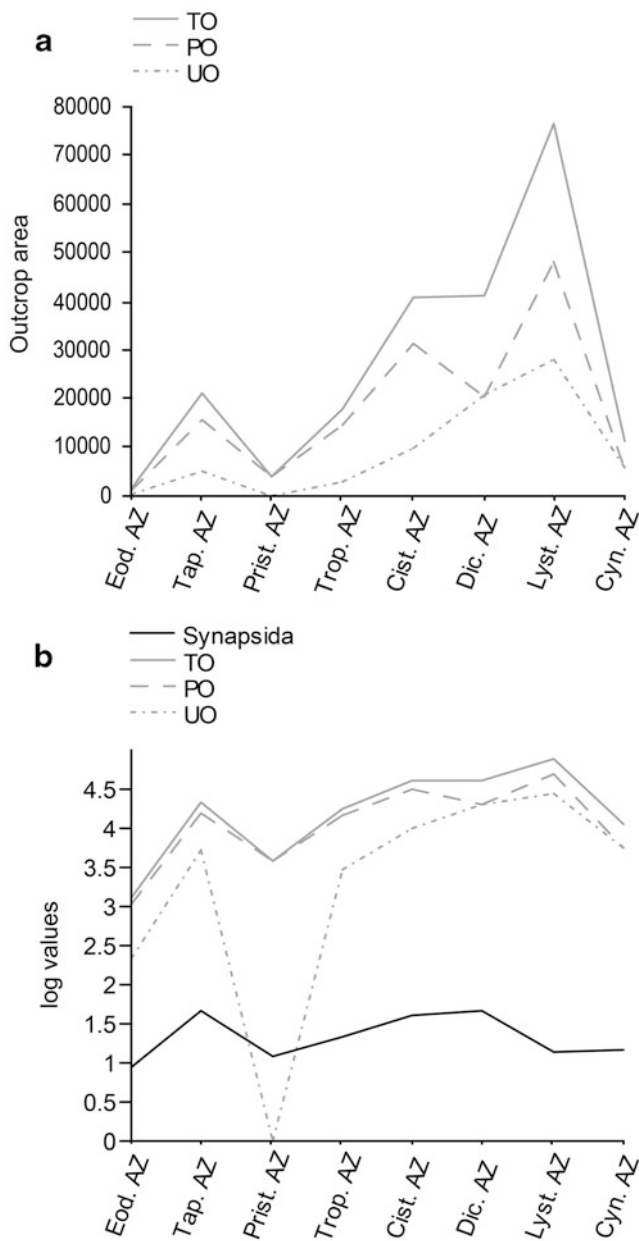 a
TO
PO
UO
Outcrop area
80000
70000
60000
50000
40000
30000
20000
10000
0
Eod. AZ
Tap. AZ
Prist. AZ
Trop. AZ
Cist. AZ
Dic. AZ
Lyst. AZ
Cyn. AZ
b
Synapsida
TO
PO
UO
log values
4.5
4
3.5
3
2.5
2
1.5
1
0.5
0
Eod. AZ
Tap. AZ
Prist. AZ
Trop. AZ
Cist. AZ
Dic. AZ
Lyst. AZ
Cyn. AZ